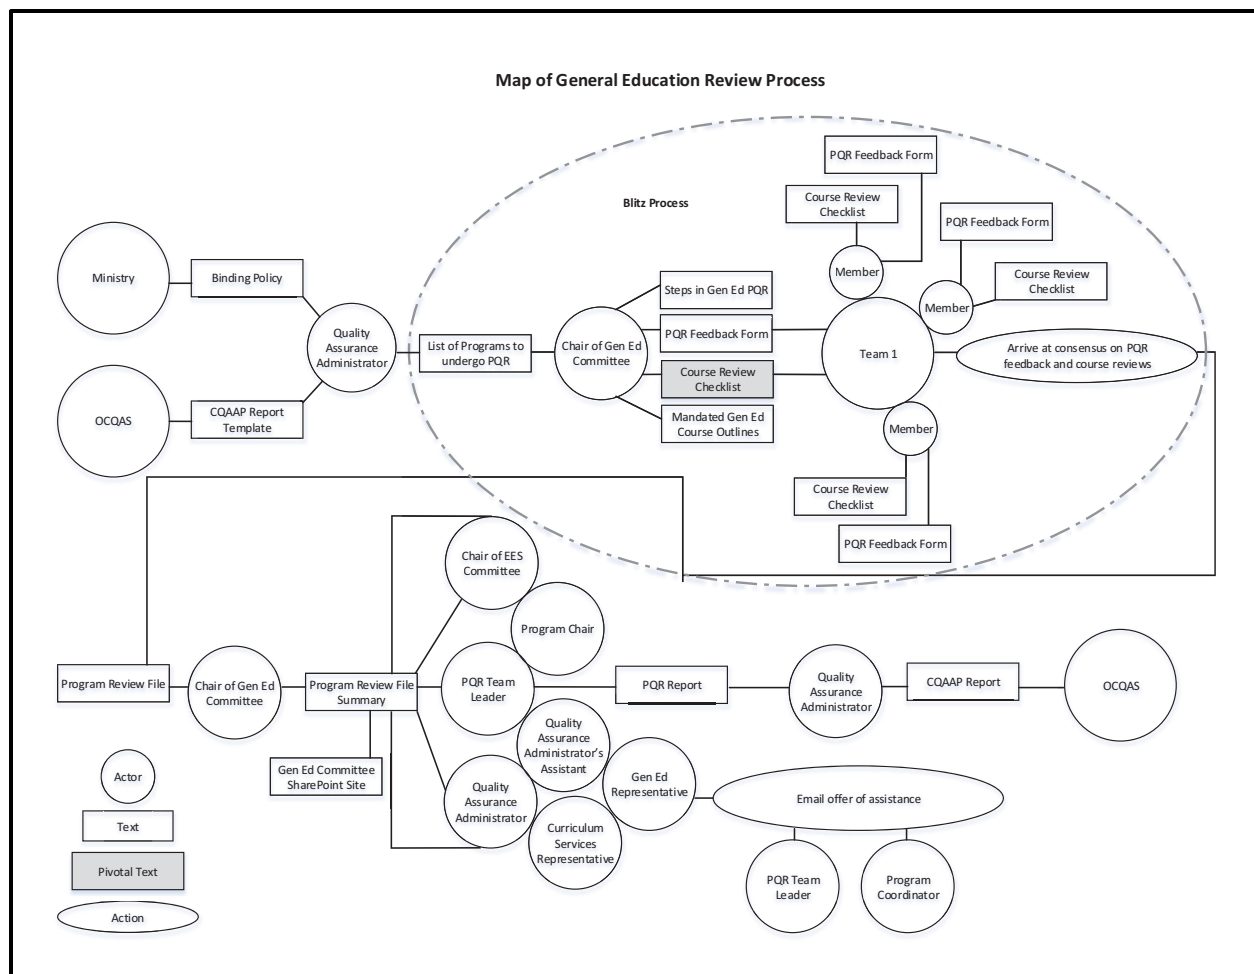 Map of General Education Review Process
PQR Feedback Form
Blitz Process
Course Review
Checklist
PQR Feedback Form
Ministry
Binding Policy
Member
Course Review
Checklist
Steps in Gen Ed PQR
Member
Quality
Assurance
Administrator
List of Programs to
undergo PQR
Chair of Gen Ed
Committee
PQR Feedback Form
Team 1
Arrive at consensus on PQR
feedback and course reviews
Course Review
Checklist
OCQAS
CQAAP Report
Template
Mandated Gen Ed
Course Outlines
Member
Course Review
Checklist
PQR Feedback Form
Chair of EES
Committee
Program Chair
Program Review File
Chair of Gen Ed
Committee
Program Review File
Summary
PQR Team
Leader
PQR Report
Quality
Assurance
Administrator
CQAAP Report
OCQAS
Gen Ed Committee
SharePoint Site
Quality
Assurance
Administrator's
Assistant
Gen Ed
Representative
Quality
Assurance
Administrator
Curriculum
Services
Representative
Email offer of assistance
PQR Team
Leader
Program
Coordinator
Actor
Text
Pivotal Text
Action